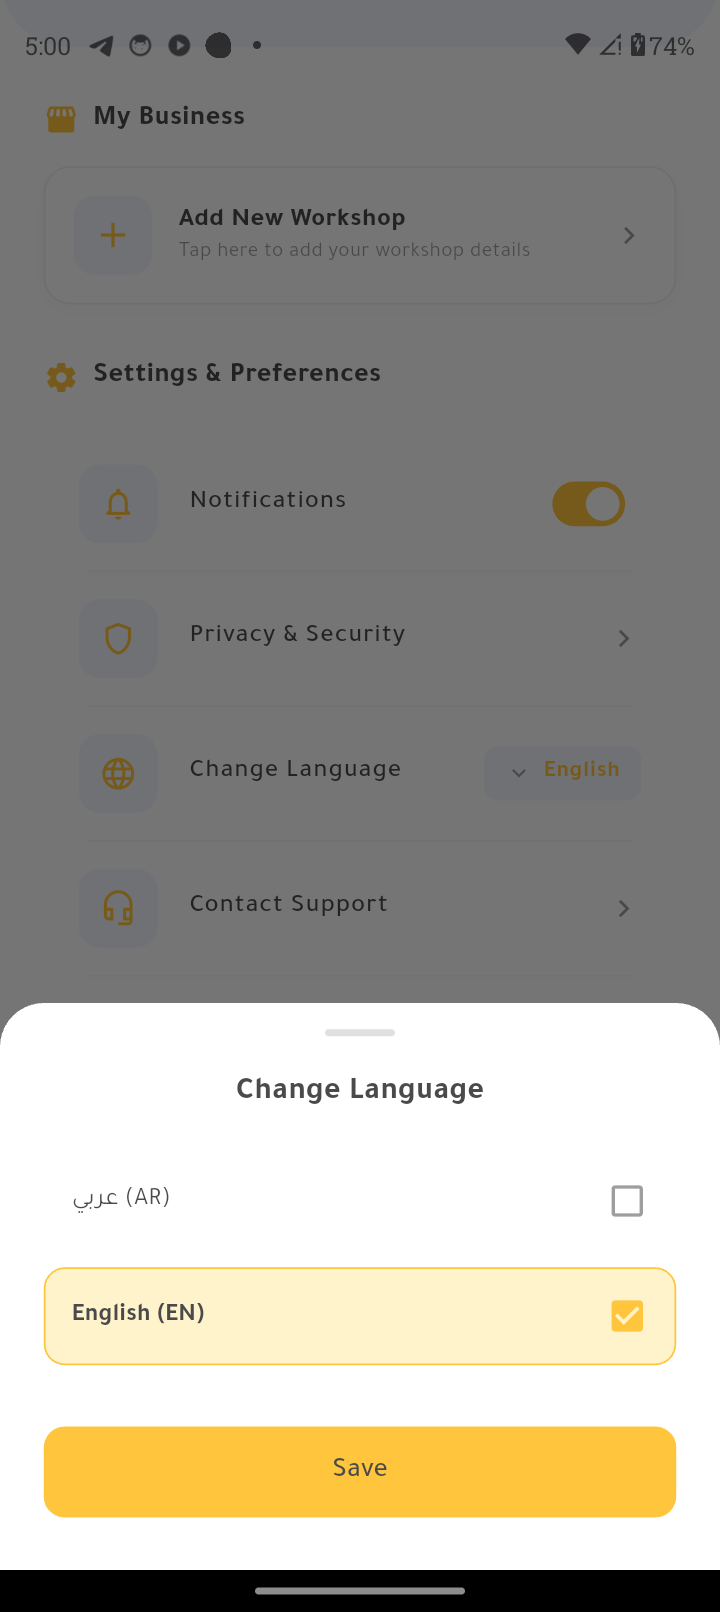 5:00
74%
My Business
Add New Workshop
Tap here to add your workshop details
Settings & Preferences
Notifications
Privacy & Security
Change Language
English
Contact Support
Change Language
عربي (AR)
English (EN)
Save